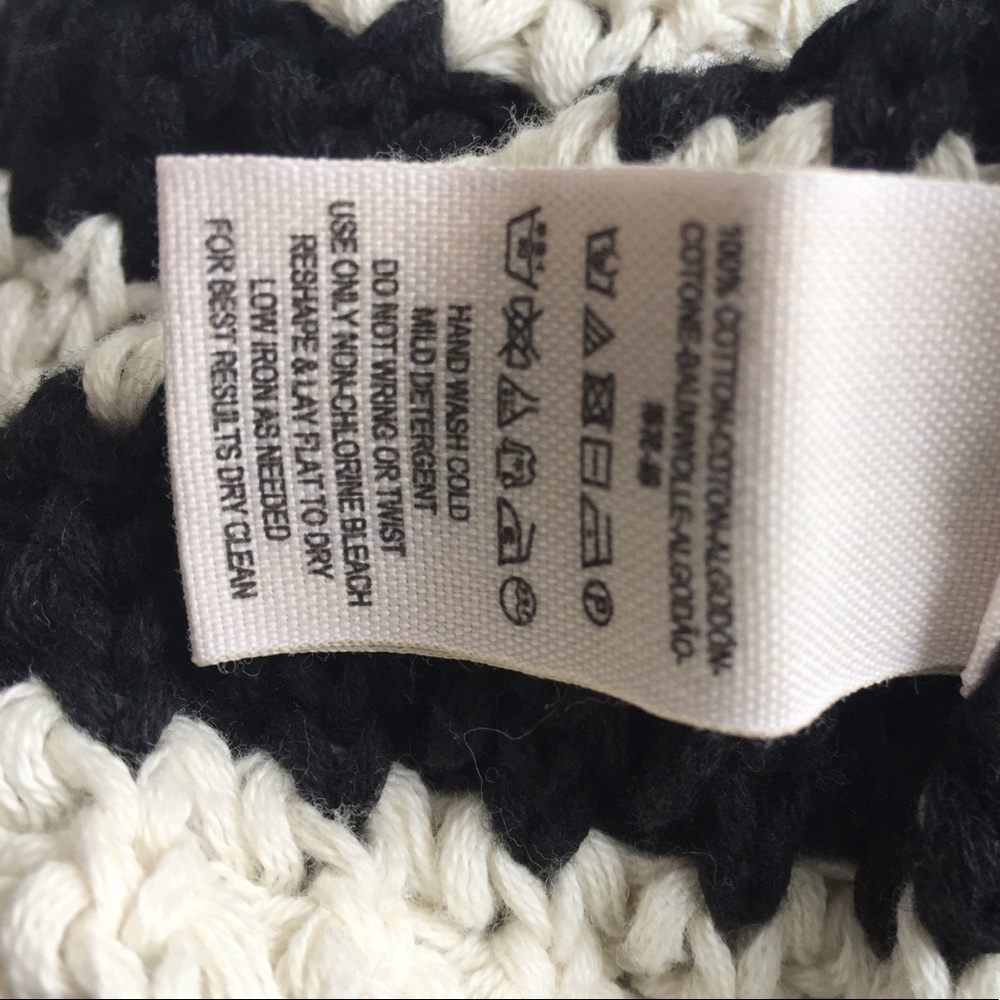 100% COTTON-COTON-ALGODÓN-
COTONE-BAUMWOLLE-ALGODÃO-
HAND WASH COLD
MILD DETERGENT
DO NOT WRING OR TWIST
USE ONLY NON-CHLORINE BLEACH
RESHAPE & LAY FLAT TO DRY
LOW IRON AS NEEDED
FOR BEST RESULTS DRY CLEAN